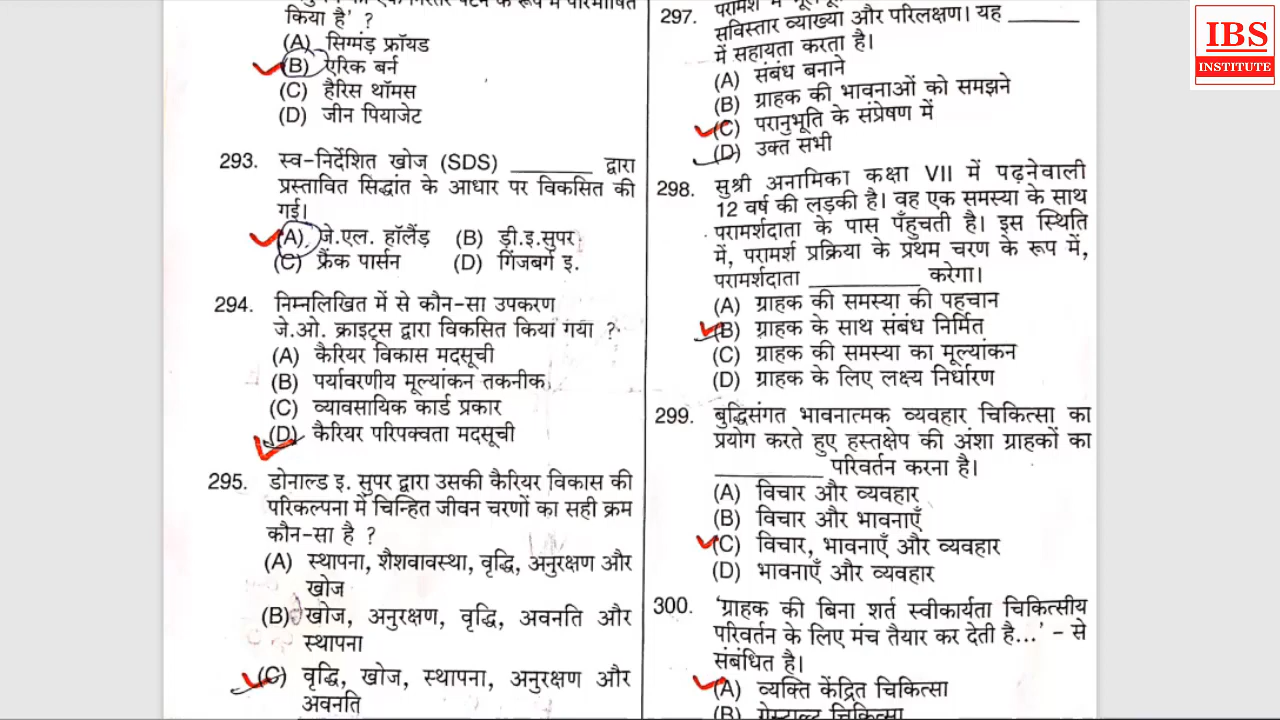 किया है' ?
(A) सिग्मंड फ्रॉयड
(B) एरिक बर्न
(C) हैरिस थॉमस
(D) जीन पियाजेट
293. स्व-निर्देशित खोज (SDS) ________ द्वारा
प्रस्तावित सिद्धांत के आधार पर विकसित की
गई।
(A) जे.एल. हॉलैंड़ (B) ड़ी.इ.सुपर
(C) फ्रैंक पार्सन (D) गिंजबर्ग इ.
294. निम्नलिखित में से कौन-सा उपकरण
जे.ओ. क्राइट्स द्वारा विकसित किया गया ?
(A) कैरियर विकास मदसूची
(B) पर्यावरणीय मूल्यांकन तकनीक
(C) व्यावसायिक कार्ड प्रकार
(D) कैरियर परिपक्वता मदसूची
295. डोनाल्ड इ. सुपर द्वारा उसकी कैरियर विकास की
परिकल्पना में चिन्हित जीवन चरणों का सही क्रम
कौन-सा है ?
(A) स्थापना, शैशवावस्था, वृद्धि, अनुरक्षण और
खोज
(B) खोज, अनुरक्षण, वृद्धि, अवनति और
स्थापना
(C) वृद्धि, खोज, स्थापना, अनुरक्षण और
अवनति
297. परामर्श में
सविस्तार व्याख्या और परिलक्षण। यह ________
में सहायता करता है।
(A) संबंध बनाने
(B) ग्राहक की भावनाओं को समझने
(C) परानुभूति के संप्रेषण में
(D) उक्त सभी
298. सुश्री अनामिका कक्षा VII में पढ़नेवाली
12 वर्ष की लड़की है। वह एक समस्या के साथ
परामर्शदाता के पास पहुँचती है। इस स्थिति
में, परामर्श प्रक्रिया के प्रथम चरण के रूप में,
परामर्शदाता ________ करेगा।
(A) ग्राहक की समस्या की पहचान
(B) ग्राहक के साथ संबंध निर्मित
(C) ग्राहक की समस्या का मूल्यांकन
(D) ग्राहक के लिए लक्ष्य निर्धारण
299. बुद्धिसंगत भावनात्मक व्यवहार चिकित्सा का
प्रयोग करते हुए हस्तक्षेप की अंशा ग्राहकों का
________ परिवर्तन करना है।
(A) विचार और व्यवहार
(B) विचार और भावनाएँ
(C) विचार, भावनाएँ और व्यवहार
(D) भावनाएँ और व्यवहार
300. 'ग्राहक की बिना शर्त स्वीकार्यता चिकित्सीय
परिवर्तन के लिए मंच तैयार कर देती है...' – से
संबंधित है।
(A) व्यक्ति केंद्रित चिकित्सा
(B) गेस्टाल्ट चिकित्सा
IBS
INSTITUTE